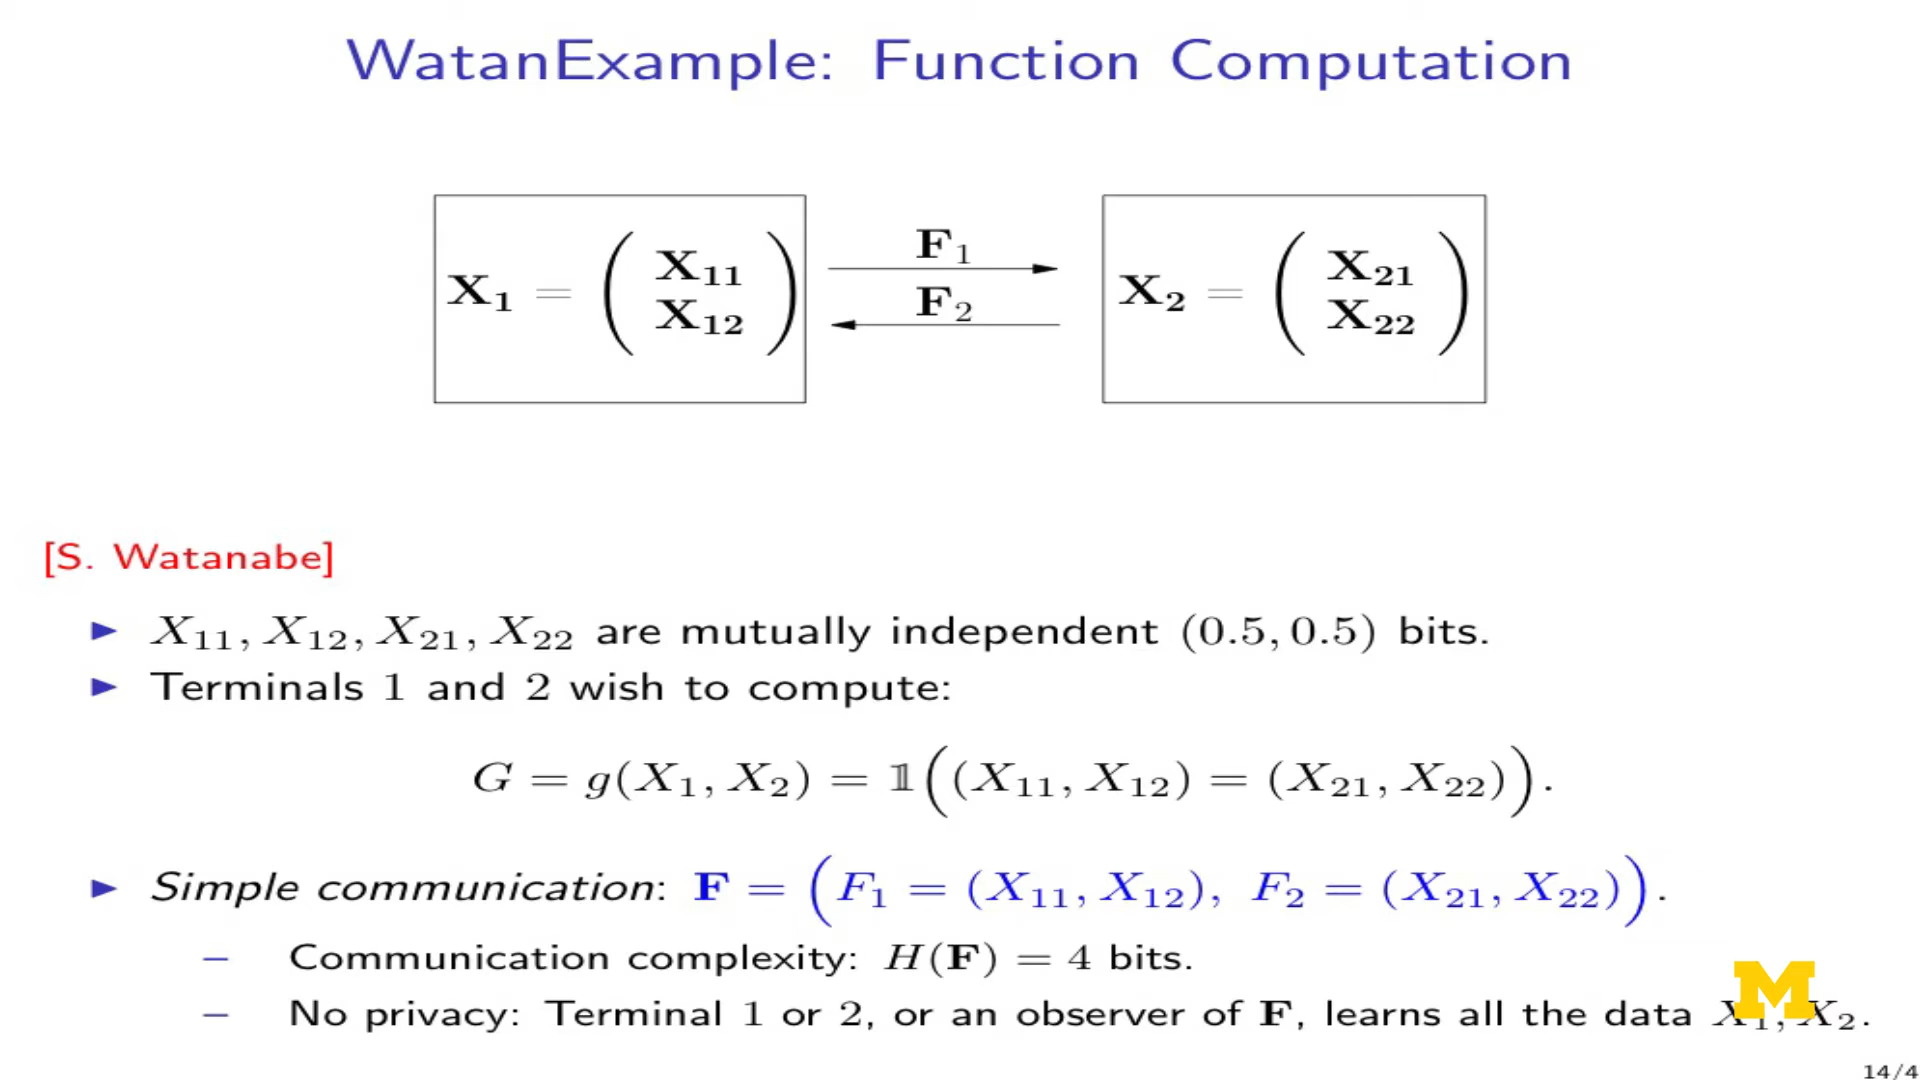 WatanExample: Function Computation
X₁ = ( X₁₁ X₁₂ )
F₁
F₂
X₂ = ( X₂₁ X₂₂ )
[S. Watanabe]
► X₁₁, X₁₂, X₂₁, X₂₂ are mutually independent (0.5, 0.5) bits.
► Terminals 1 and 2 wish to compute:
G = g(X₁, X₂) = 𝟙((X₁₁, X₁₂) = (X₂₁, X₂₂)).
► Simple communication: F = (F₁ = (X₁₁, X₁₂), F₂ = (X₂₁, X₂₂)).
– Communication complexity: H(F) = 4 bits.
– No privacy: Terminal 1 or 2, or an observer of F, learns all the data X₁, X₂.
M
14/4